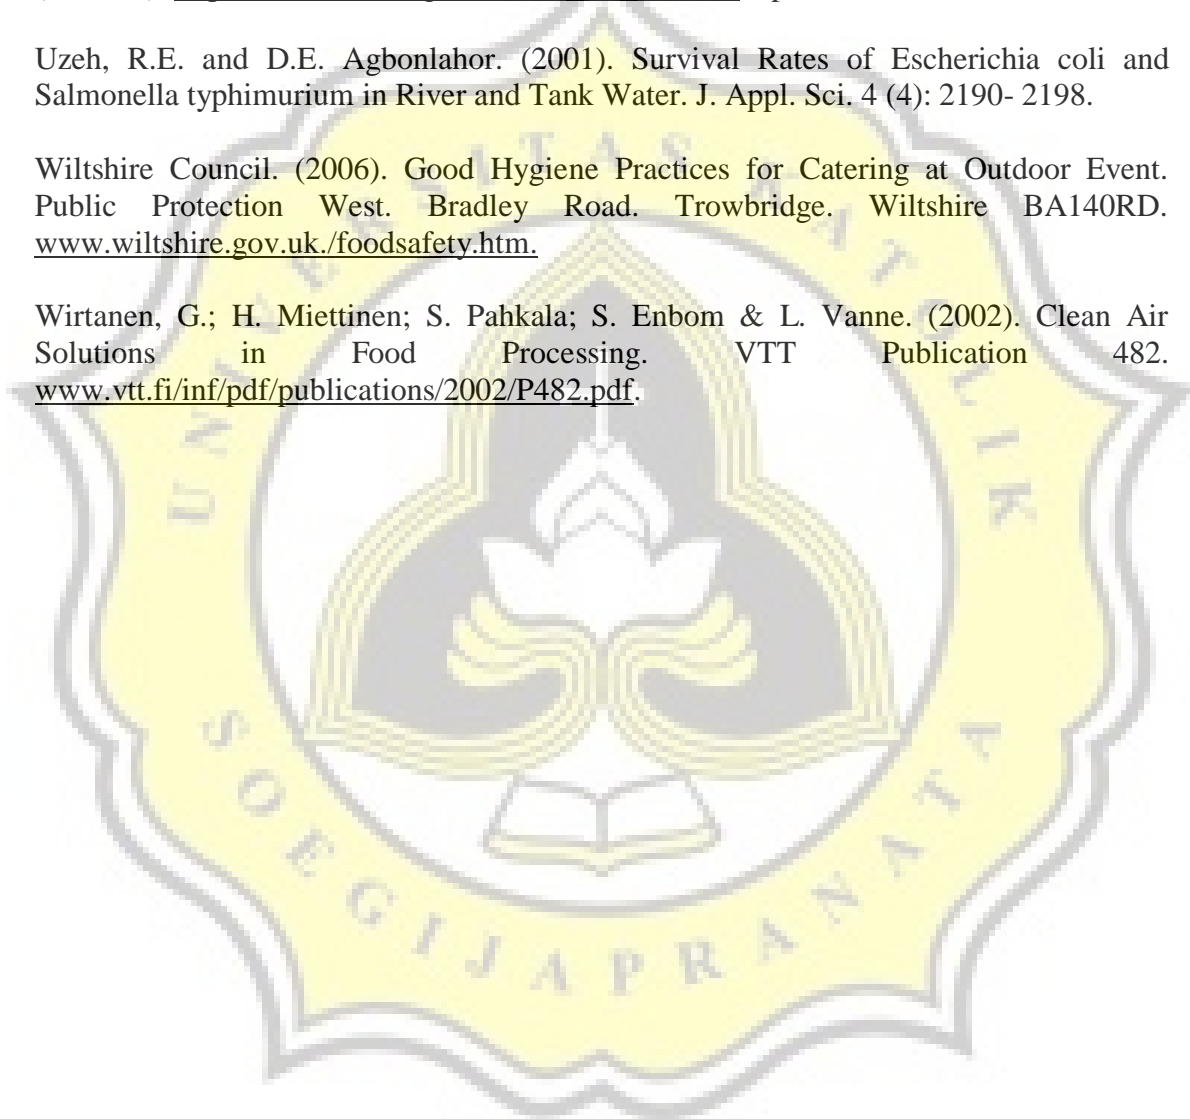 Uzeh, R.E. and D.E. Agbonlahor. (2001). Survival Rates of Escherichia coli and
Salmonella typhimurium in River and Tank Water. J. Appl. Sci. 4 (4): 2190- 2198.
Wiltshire Council. (2006). Good Hygiene Practices for Catering at Outdoor Event.
Public Protection West. Bradley Road. Trowbridge. Wiltshire BA140RD.
www.wiltshire.gov.uk./foodsafety.htm.
Wirtanen, G.; H. Miettinen; S. Pahkala; S. Enbom & L. Vanne. (2002). Clean Air
Solutions in Food Processing. VTT Publication 482.
www.vtt.fi/inf/pdf/publications/2002/P482.pdf.
UNIVERSITAS KATOLIK
SOEGIJAPRANATA